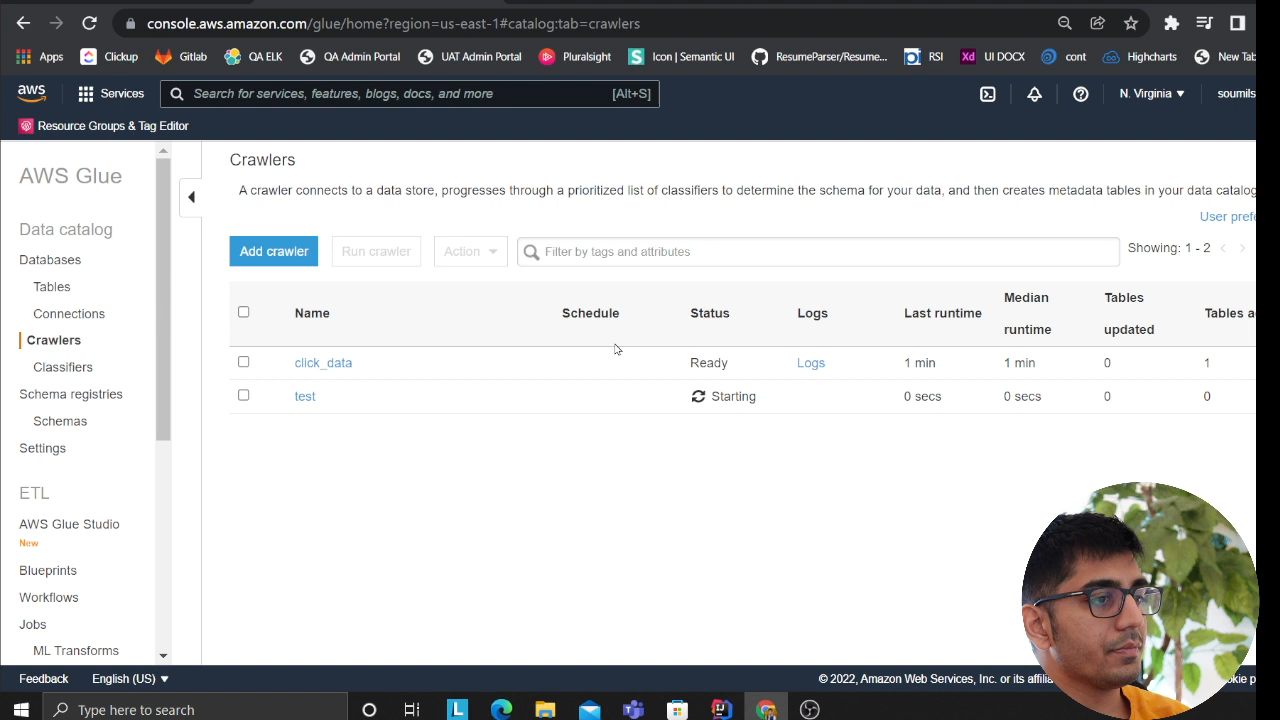 console.aws.amazon.com/glue/home?region=us-east-1#catalog:tab=crawlers
Apps Clickup Gitlab QA ELK QA Admin Portal UAT Admin Portal Pluralsight Icon | Semantic UI ResumeParser/Resume... RSI UI DOCX cont Highcharts New Tab
aws Services Search for services, features, blogs, docs, and more [Alt+S] N. Virginia soumils
Resource Groups & Tag Editor
AWS Glue
Data catalog
Databases
Tables
Connections
Crawlers
Classifiers
Schema registries
Schemas
Settings
ETL
AWS Glue Studio
New
Blueprints
Workflows
Jobs
ML Transforms
Crawlers
A crawler connects to a data store, progresses through a prioritized list of classifiers to determine the schema for your data, and then creates metadata tables in your data catalog
User prefe
Add crawler Run crawler Action Filter by tags and attributes Showing: 1 - 2
Name Schedule Status Logs Last runtime Median runtime Tables updated Tables a
click_data Ready Logs 1 min 1 min 0 1
test Starting 0 secs 0 secs 0 0
Feedback English (US) © 2022, Amazon Web Services, Inc. or its affili okie p
Type here to search